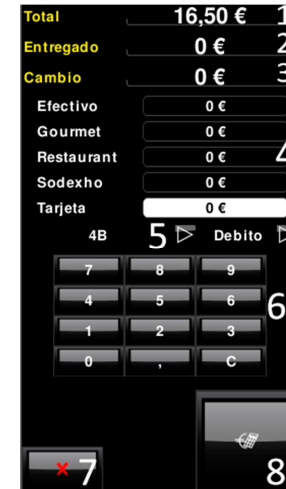 Total 16,50 € 1
Entregado 0 € 2
Cambio 0 € 3
Efectivo 0 €
Gourmet 0 €
Restaurant 0 € 4
Sodexho 0 €
Tarjeta 0 €
4B 5 Debito
7 8 9
4 5 6 6
1 2 3
0 , C
7 8